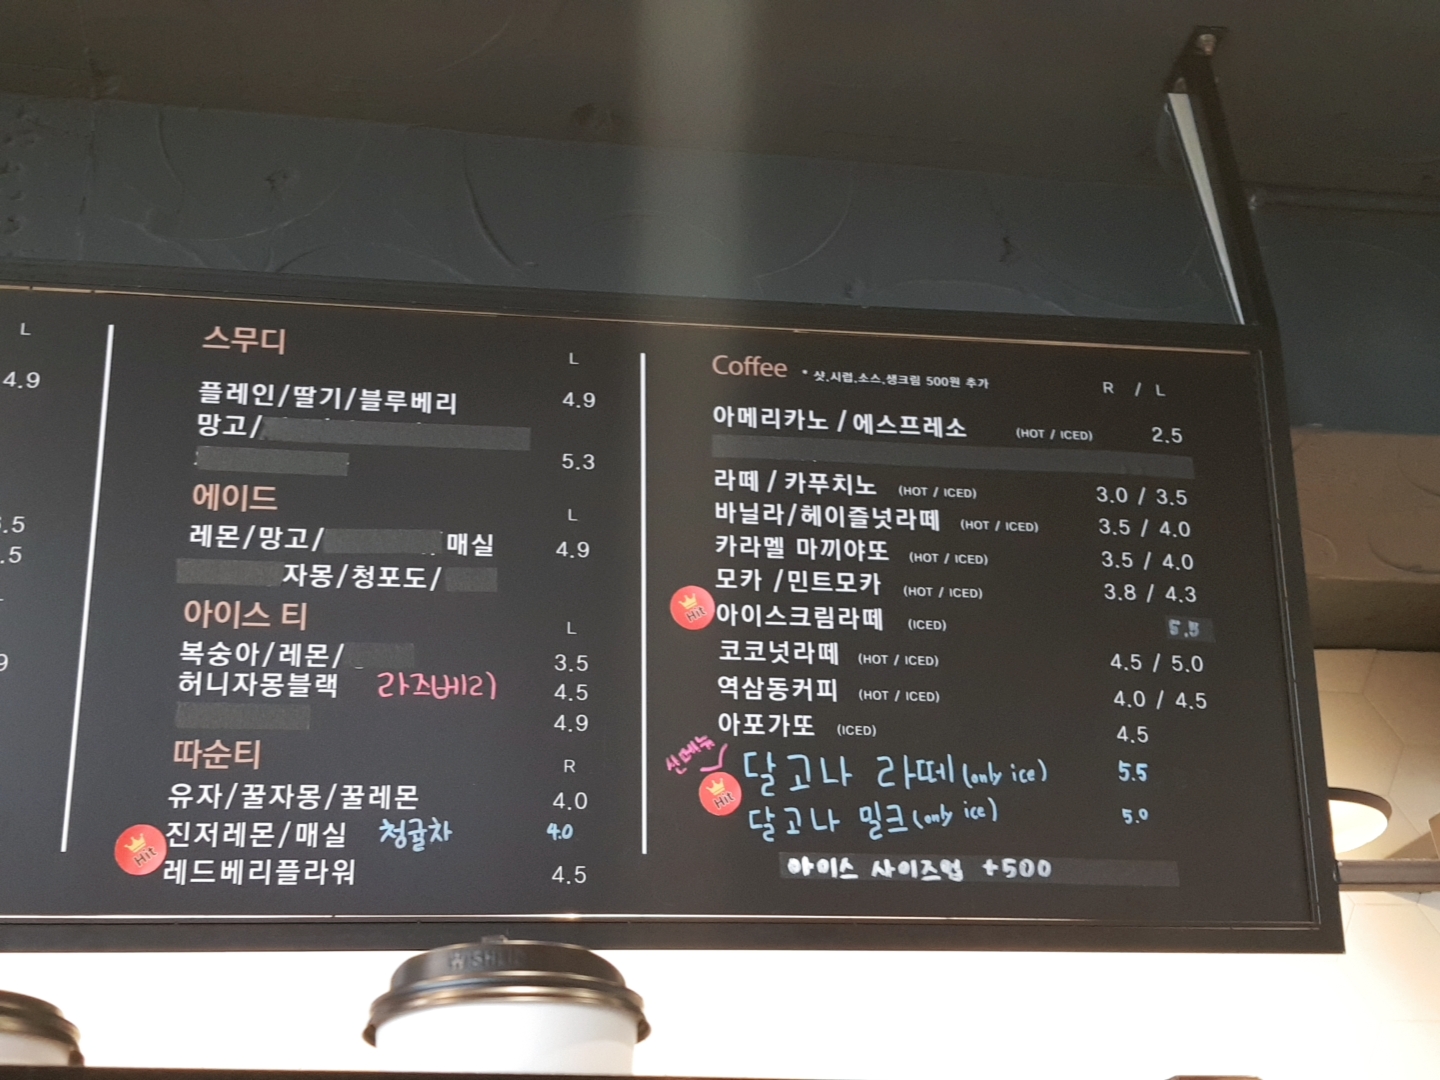 L
4.9
.5
.5
9
스무디
L
플레인/딸기/블루베리 4.9
망고/
5.3
에이드
L
레몬/망고/ 매실 4.9
자몽/청포도/
아이스 티
L
복숭아/레몬/ 3.5
허니자몽블랙 라즈베리 4.5
4.9
따순티
R
유자/꿀자몽/꿀레몬 4.0
Hit 진저레몬/매실 청귤차 4.0
레드베리플라워 4.5
Coffee * 샷,시럽,소스,생크림 500원 추가 R / L
아메리카노 / 에스프레소 (HOT / ICED) 2.5
라떼 / 카푸치노 (HOT / ICED) 3.0 / 3.5
바닐라/헤이즐넛라떼 (HOT / ICED) 3.5 / 4.0
카라멜 마끼야또 (HOT / ICED) 3.5 / 4.0
모카 /민트모카 (HOT / ICED) 3.8 / 4.3
Hit 아이스크림라떼 (ICED) 5.5
코코넛라떼 (HOT / ICED) 4.5 / 5.0
역삼동커피 (HOT / ICED) 4.0 / 4.5
아포가또 (ICED) 4.5
신메뉴
달고나 라떼 (only ice) 5.5
Hit
달고나 밀크 (only ice) 5.0
아이스 사이즈업 +500